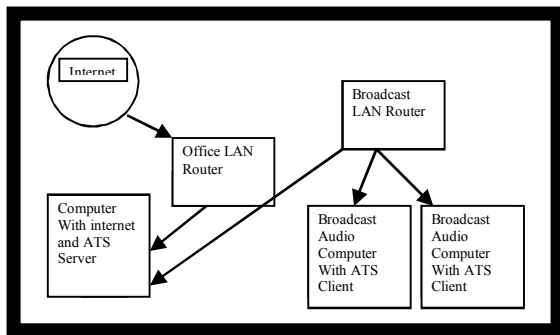 Internet
Broadcast
LAN Router
Office LAN
Router
Computer
With internet
and ATS
Server
Broadcast
Audio
Computer
With ATS
Client
Broadcast
Audio
Computer
With ATS
Client